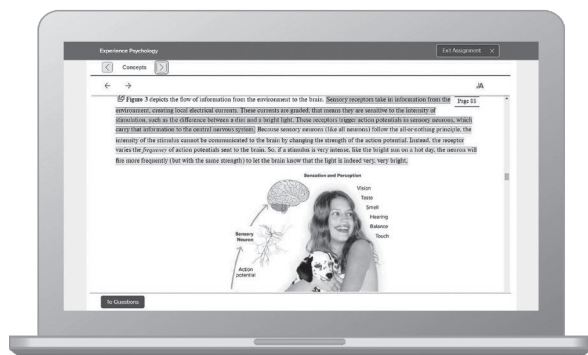 Experience Psychology
Exit Assignment X
Concepts
Figure 3 depicts the flow of information from the environment to the brain. Sensory receptors take in information from the
Page 83
environment, creating local electrical currents. These currents are graded; that means they are sensitive to the intensity of
stimulation, such as the difference between a dim and a bright light. These receptors trigger action potentials in sensory neurons, which
carry that information to the central nervous system. Because sensory neurons (like all neurons) follow the all-or-nothing principle, the
intensity of the stimulus cannot be communicated to the brain by changing the strength of the action potential. Instead, the receptor
varies the frequency of action potentials sent to the brain. So, if a stimulus is very intense, like the bright sun on a hot day, the neuron will
fire more frequently (but with the same strength) to let the brain know that the light is indeed very, very bright.
Sensation and Perception
Vision
Taste
Smell
Hearing
Balance
Touch
Sensory
Neuron
Action
potential
To Questions